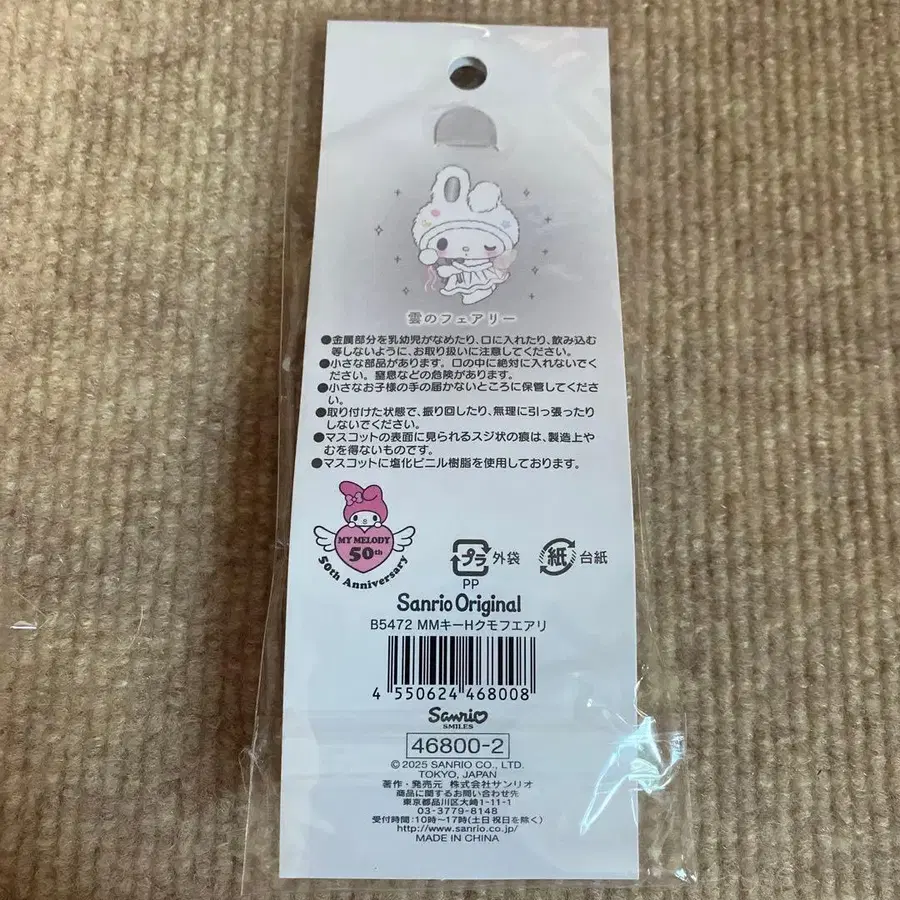 雲のフェアリー
●金属部分を乳幼児がなめたり、口に入れたり、飲み込む
等しないように、お取り扱いに注意してください。
●小さな部品があります。口の中に絶対に入れないでく
ださい。窒息などの危険があります。
●小さなお子様の手の届かないところに保管してくださ
い。
●取り付けた状態で、振り回したり、無理に引っ張ったり
しないでください。
●マスコットの表面に見られるスジ状の痕は、製造上や
むを得ないものです。
●マスコットに塩化ビニル樹脂を使用しております。
MY MELODY
50th
50th Anniversary
プラ 外袋
PP
紙 台紙
Sanrio Original
B5472 MMキーHクモフエアリ
4 550624 468008
Sanrio
SMILES
46800-2
©2025 SANRIO CO., LTD.
TOKYO, JAPAN
著作・発売元 株式会社サンリオ
商品に関するお問い合わせ先
東京都品川区大崎1-11-1
03-3779-8148
受付時間:10時〜17時(土日祝日を除く)
http://www.sanrio.co.jp/
MADE IN CHINA